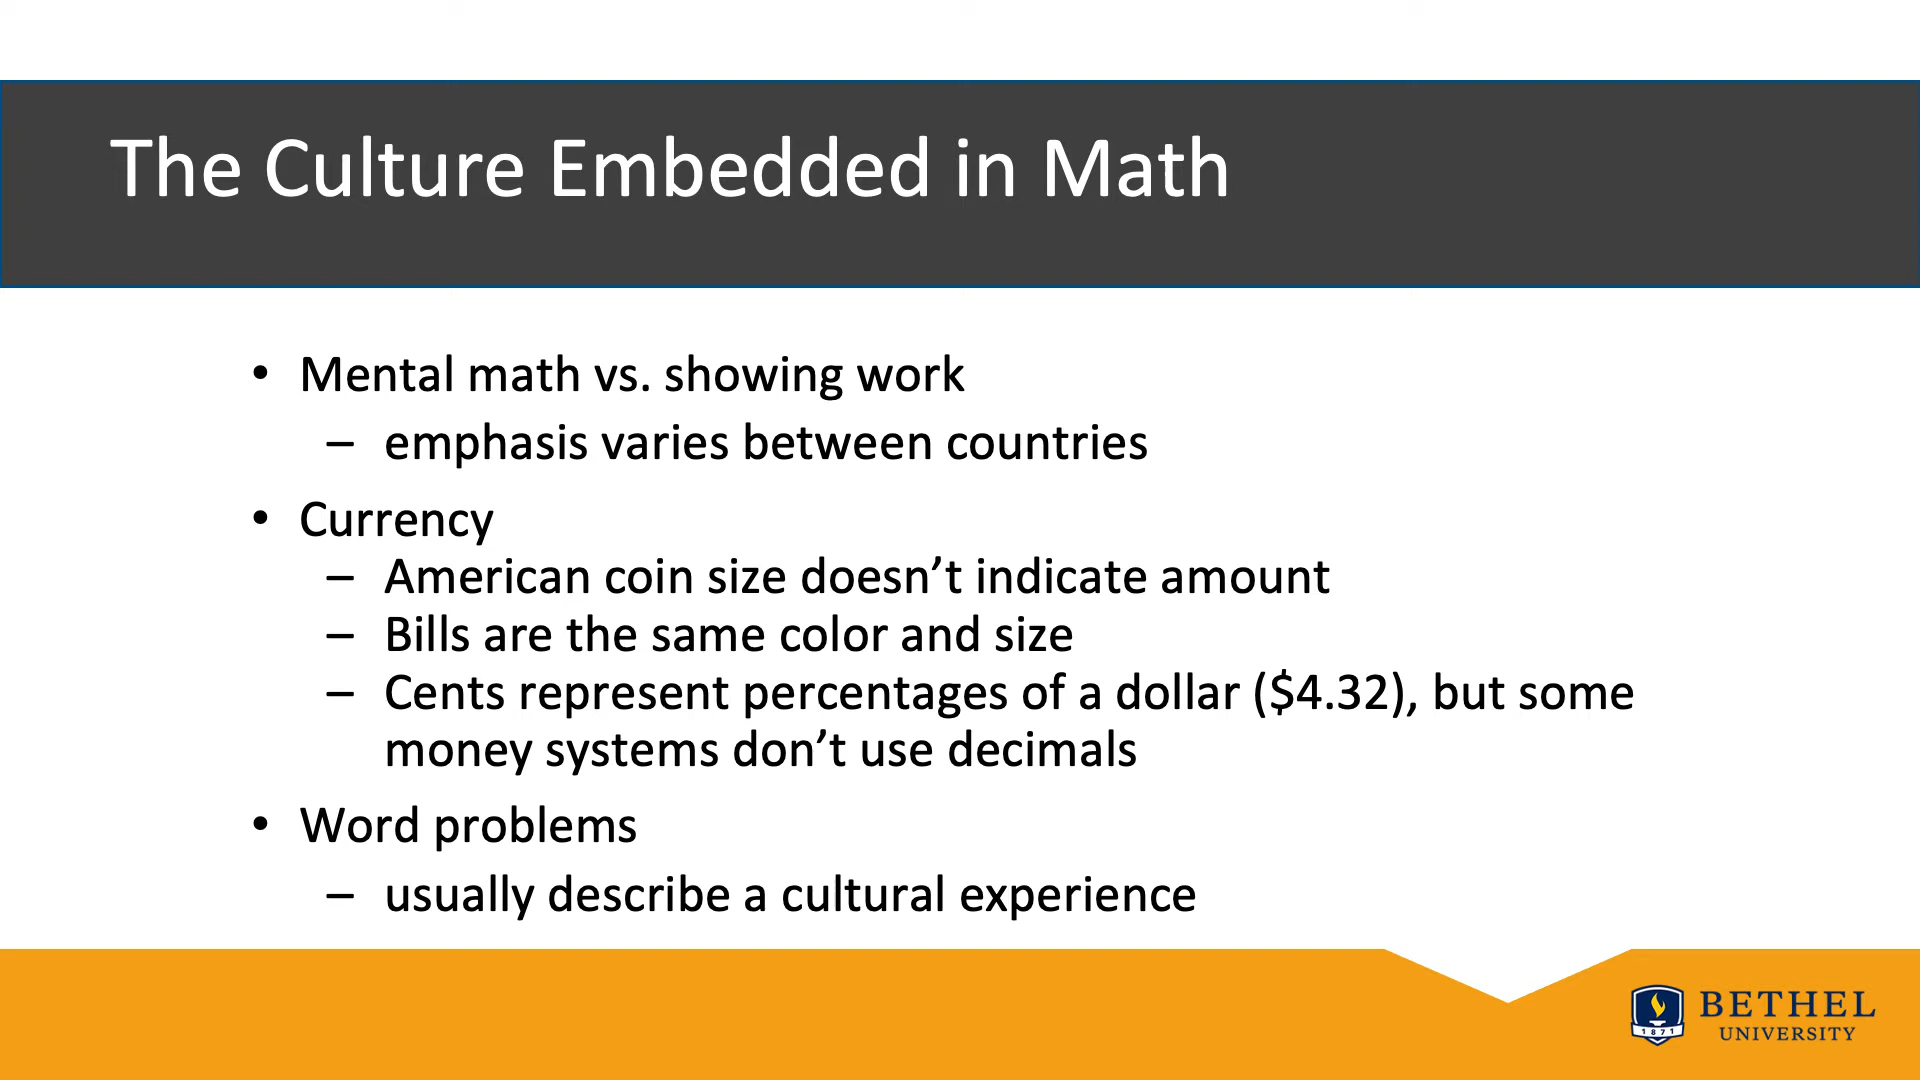 The Culture Embedded in Math
• Mental math vs. showing work
– emphasis varies between countries
• Currency
– American coin size doesn’t indicate amount
– Bills are the same color and size
– Cents represent percentages of a dollar ($4.32), but some
money systems don’t use decimals
• Word problems
– usually describe a cultural experience
1871
BETHEL
UNIVERSITY